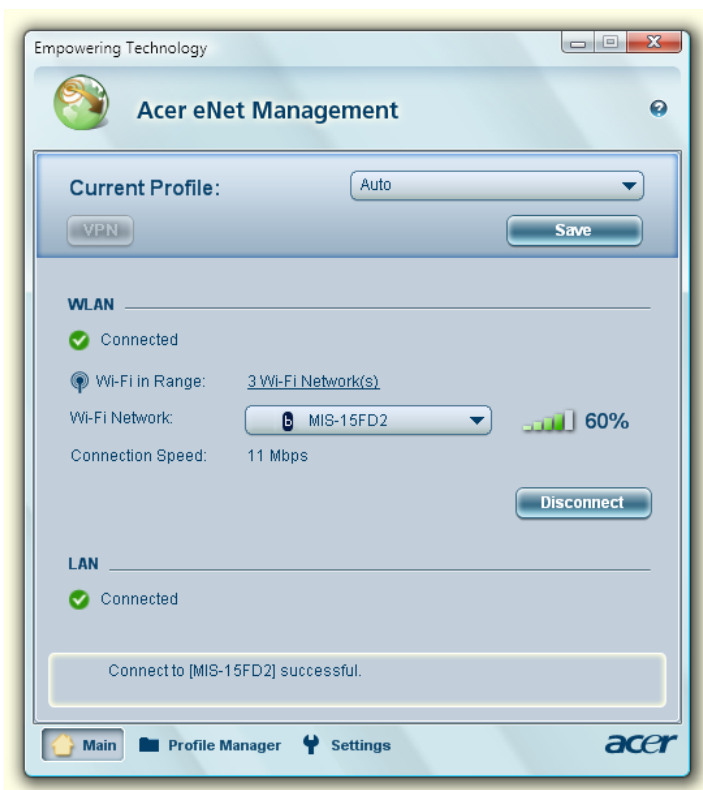 Empowering Technology
Acer eNet Management
Current Profile:
Auto
VPN
Save
WLAN
Connected
Wi-Fi in Range: 3 Wi-Fi Network(s)
Wi-Fi Network: b MIS-15FD2 60%
Connection Speed: 11 Mbps
Disconnect
LAN
Connected
Connect to [MIS-15FD2] successful.
Main Profile Manager Settings acer